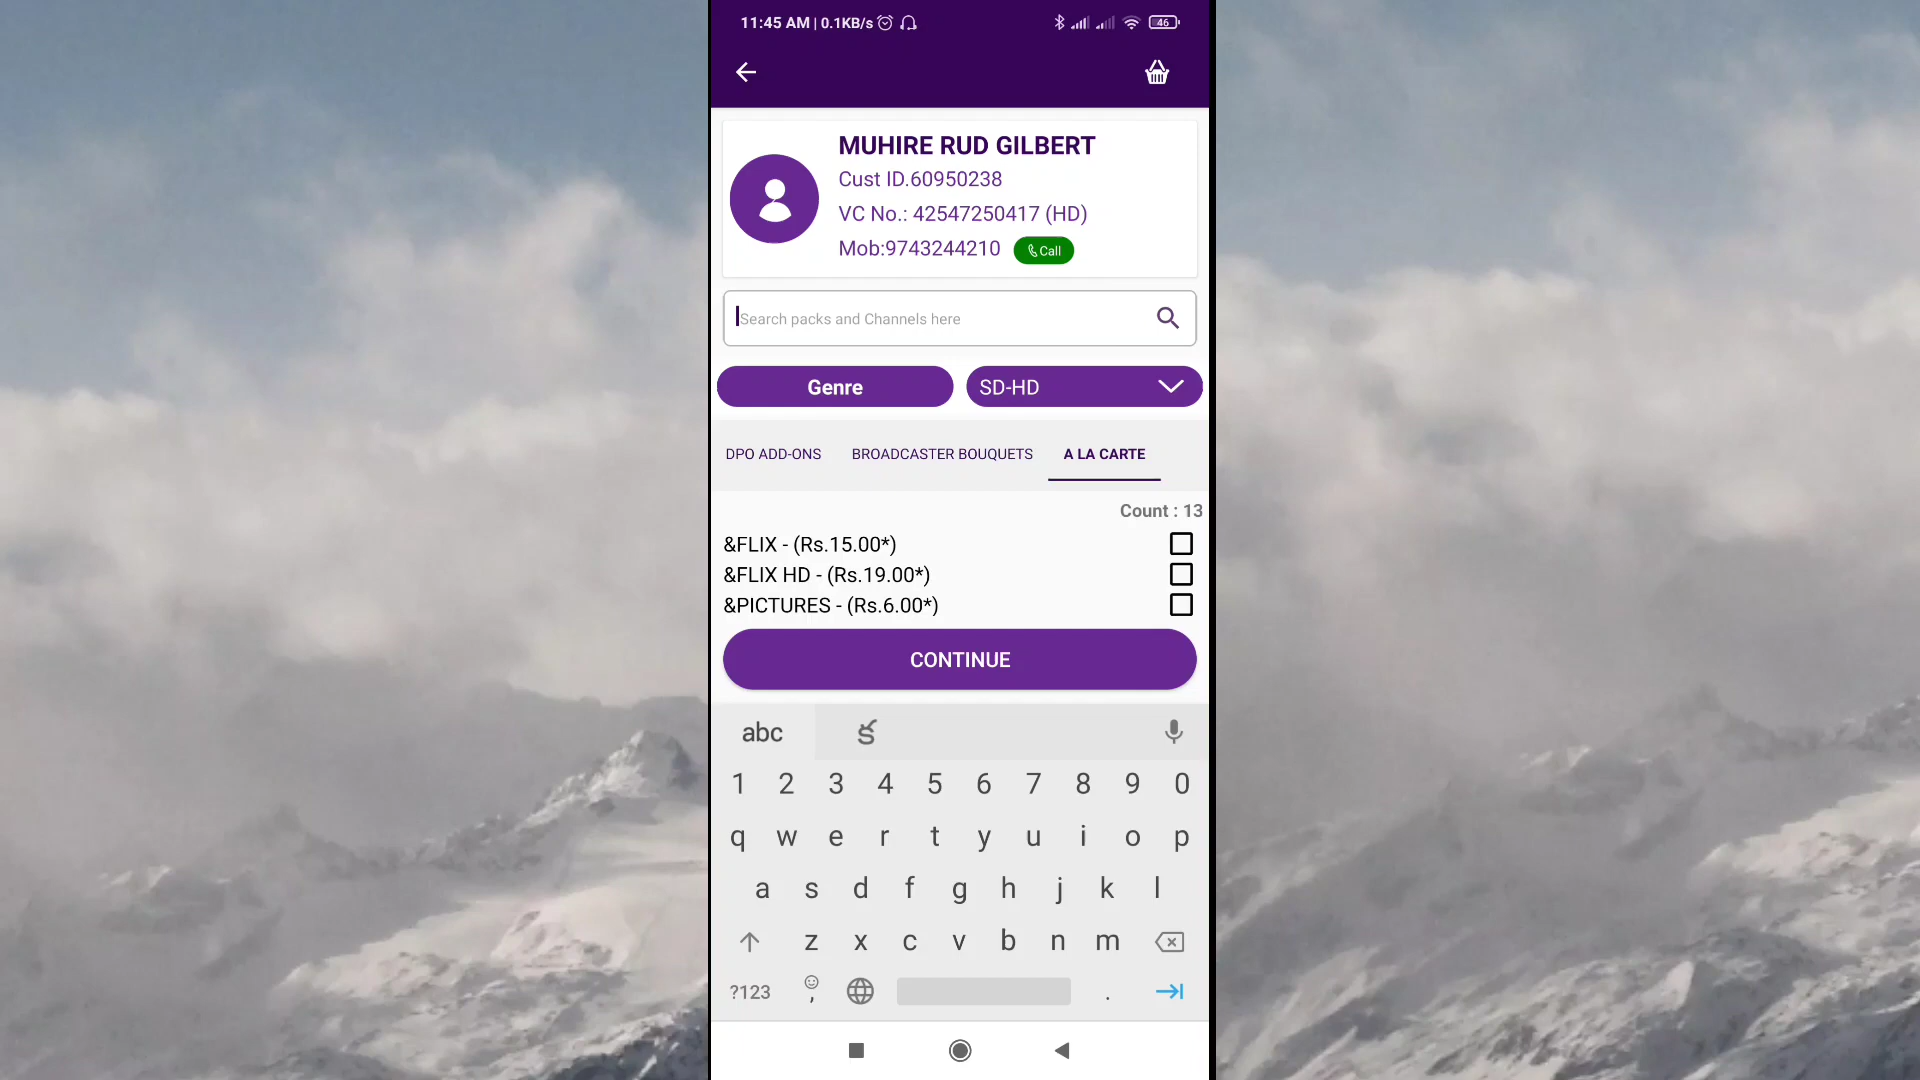 11:45 AM | 0.1KB/s
46
MUHIRE RUD GILBERT
Cust ID.60950238
VC No.: 42547250417 (HD)
Mob:9743244210
Call
Search packs and Channels here
Genre
SD-HD
DPO ADD-ONS BROADCASTER BOUQUETS A LA CARTE
Count : 13
&FLIX - (Rs.15.00*)
&FLIX HD - (Rs.19.00*)
&PICTURES - (Rs.6.00*)
CONTINUE
abc
1 2 3 4 5 6 7 8 9 0
q w e r t y u i o p
a s d f g h j k l
z x c v b n m
?123 , .